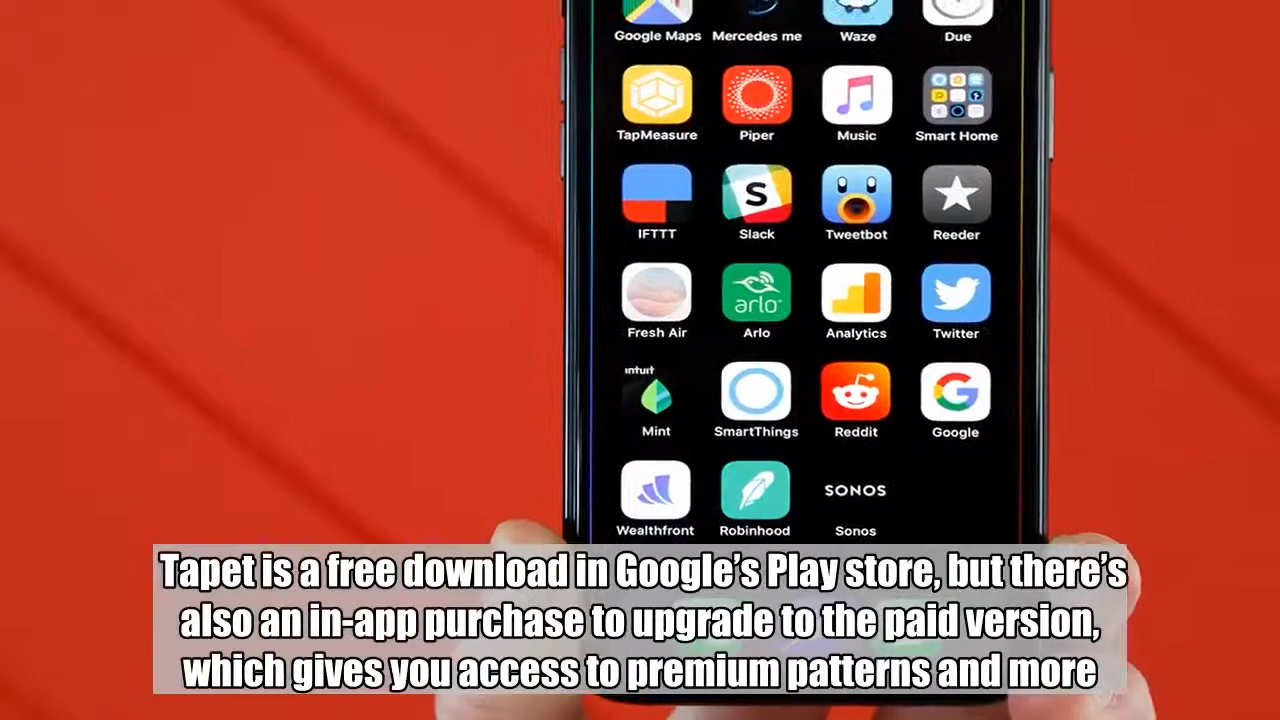 Google Maps Mercedes me Waze Due
TapMeasure Piper Music Smart Home
S
IFTTT Slack Tweetbot Reeder
arlo
Fresh Air Arlo Analytics Twitter
intuit
G
Mint SmartThings Reddit Google
SONOS
Wealthfront Robinhood Sonos
Tapet is a free download in Google’s Play store, but there’s
also an in-app purchase to upgrade to the paid version,
which gives you access to premium patterns and more